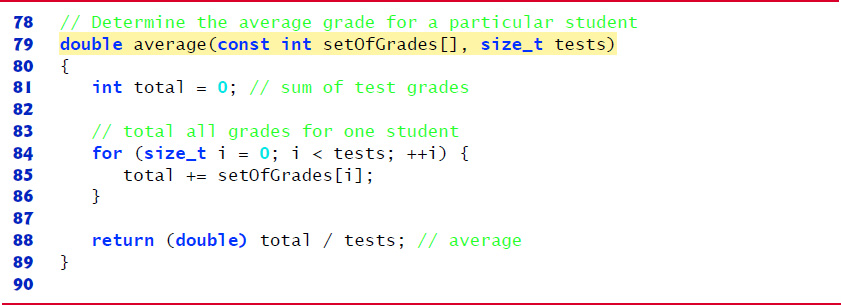 78 // Determine the average grade for a particular student
79 double average(const int setOfGrades[], size_t tests)
80 {
81 int total = 0; // sum of test grades
82
83 // total all grades for one student
84 for (size_t i = 0; i < tests; ++i) {
85 total += setOfGrades[i];
86 }
87
88 return (double) total / tests; // average
89 }
90